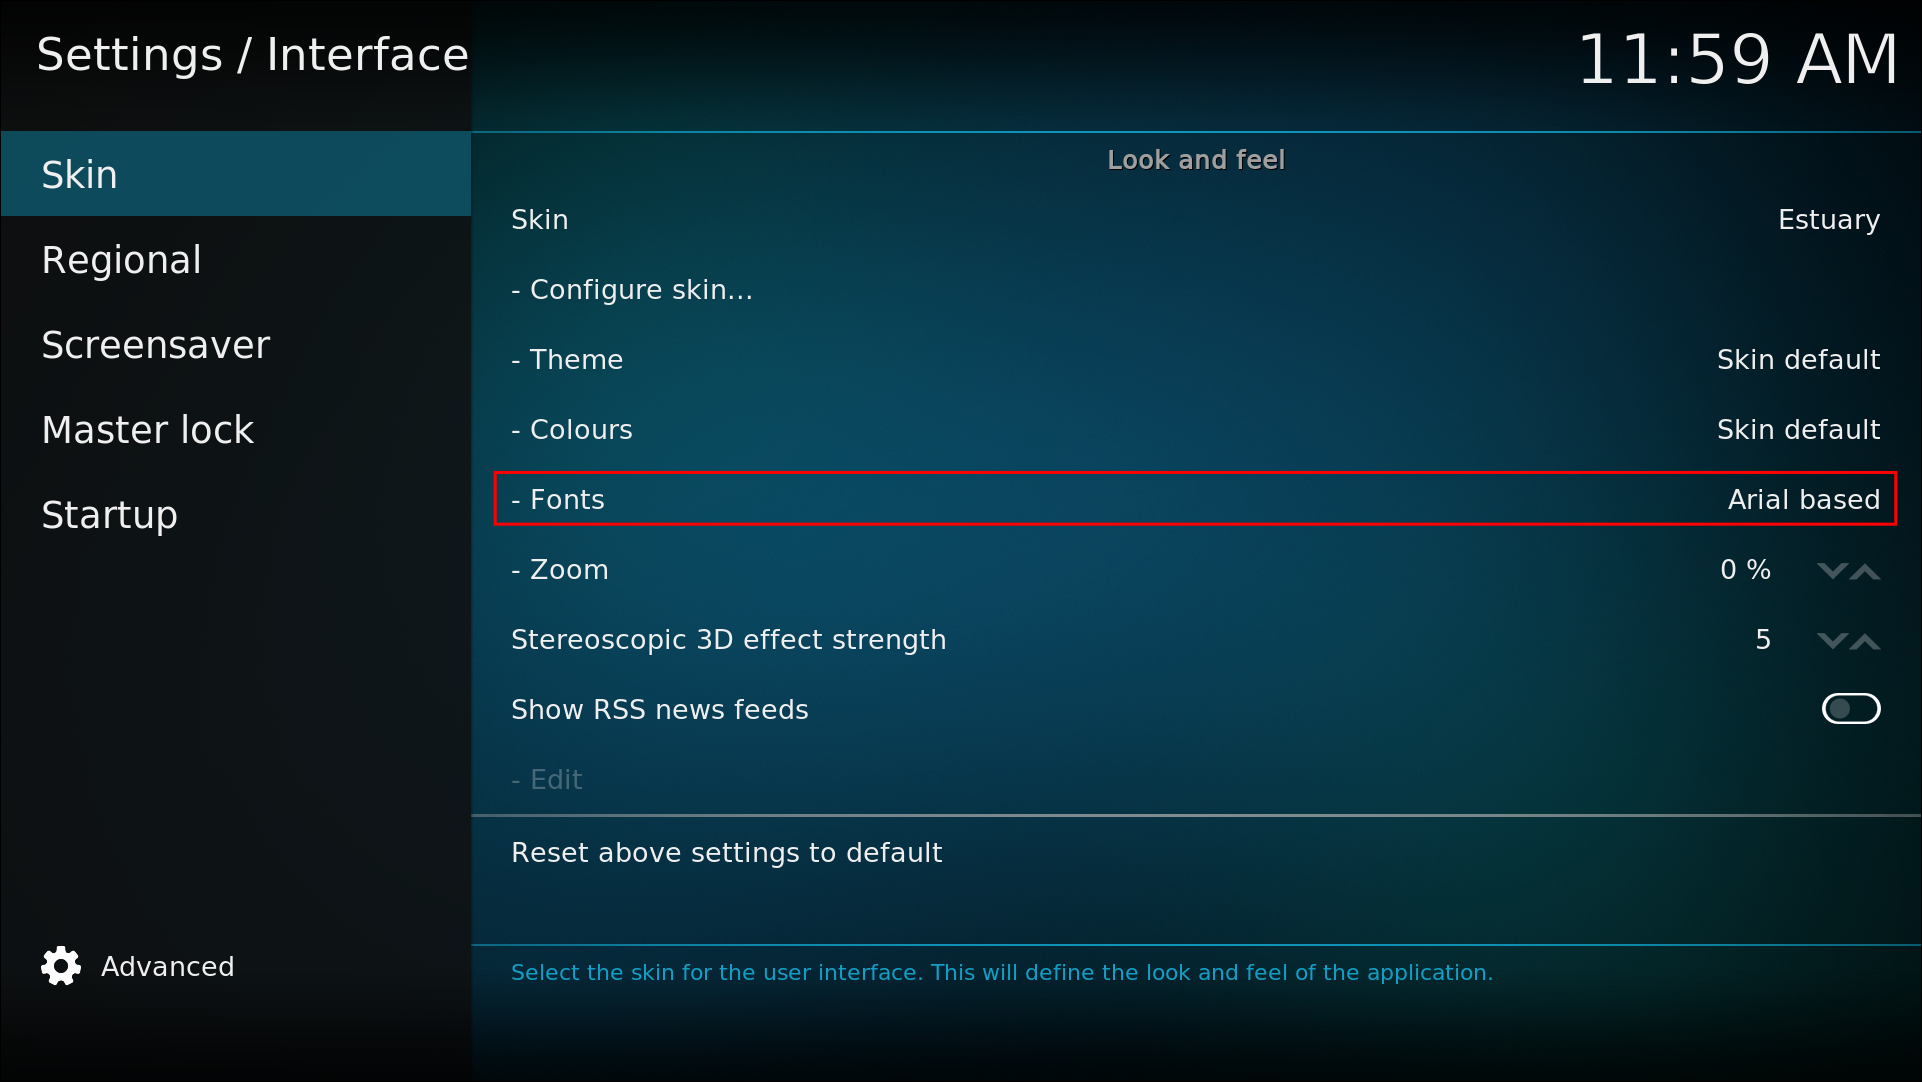 Settings / Interface
11:59 AM
Skin
Regional
Screensaver
Master lock
Startup
Advanced
Look and feel
Skin Estuary
- Configure skin...
- Theme Skin default
- Colours Skin default
- Fonts Arial based
- Zoom 0 %
Stereoscopic 3D effect strength 5
Show RSS news feeds
- Edit
Reset above settings to default
Select the skin for the user interface. This will define the look and feel of the application.